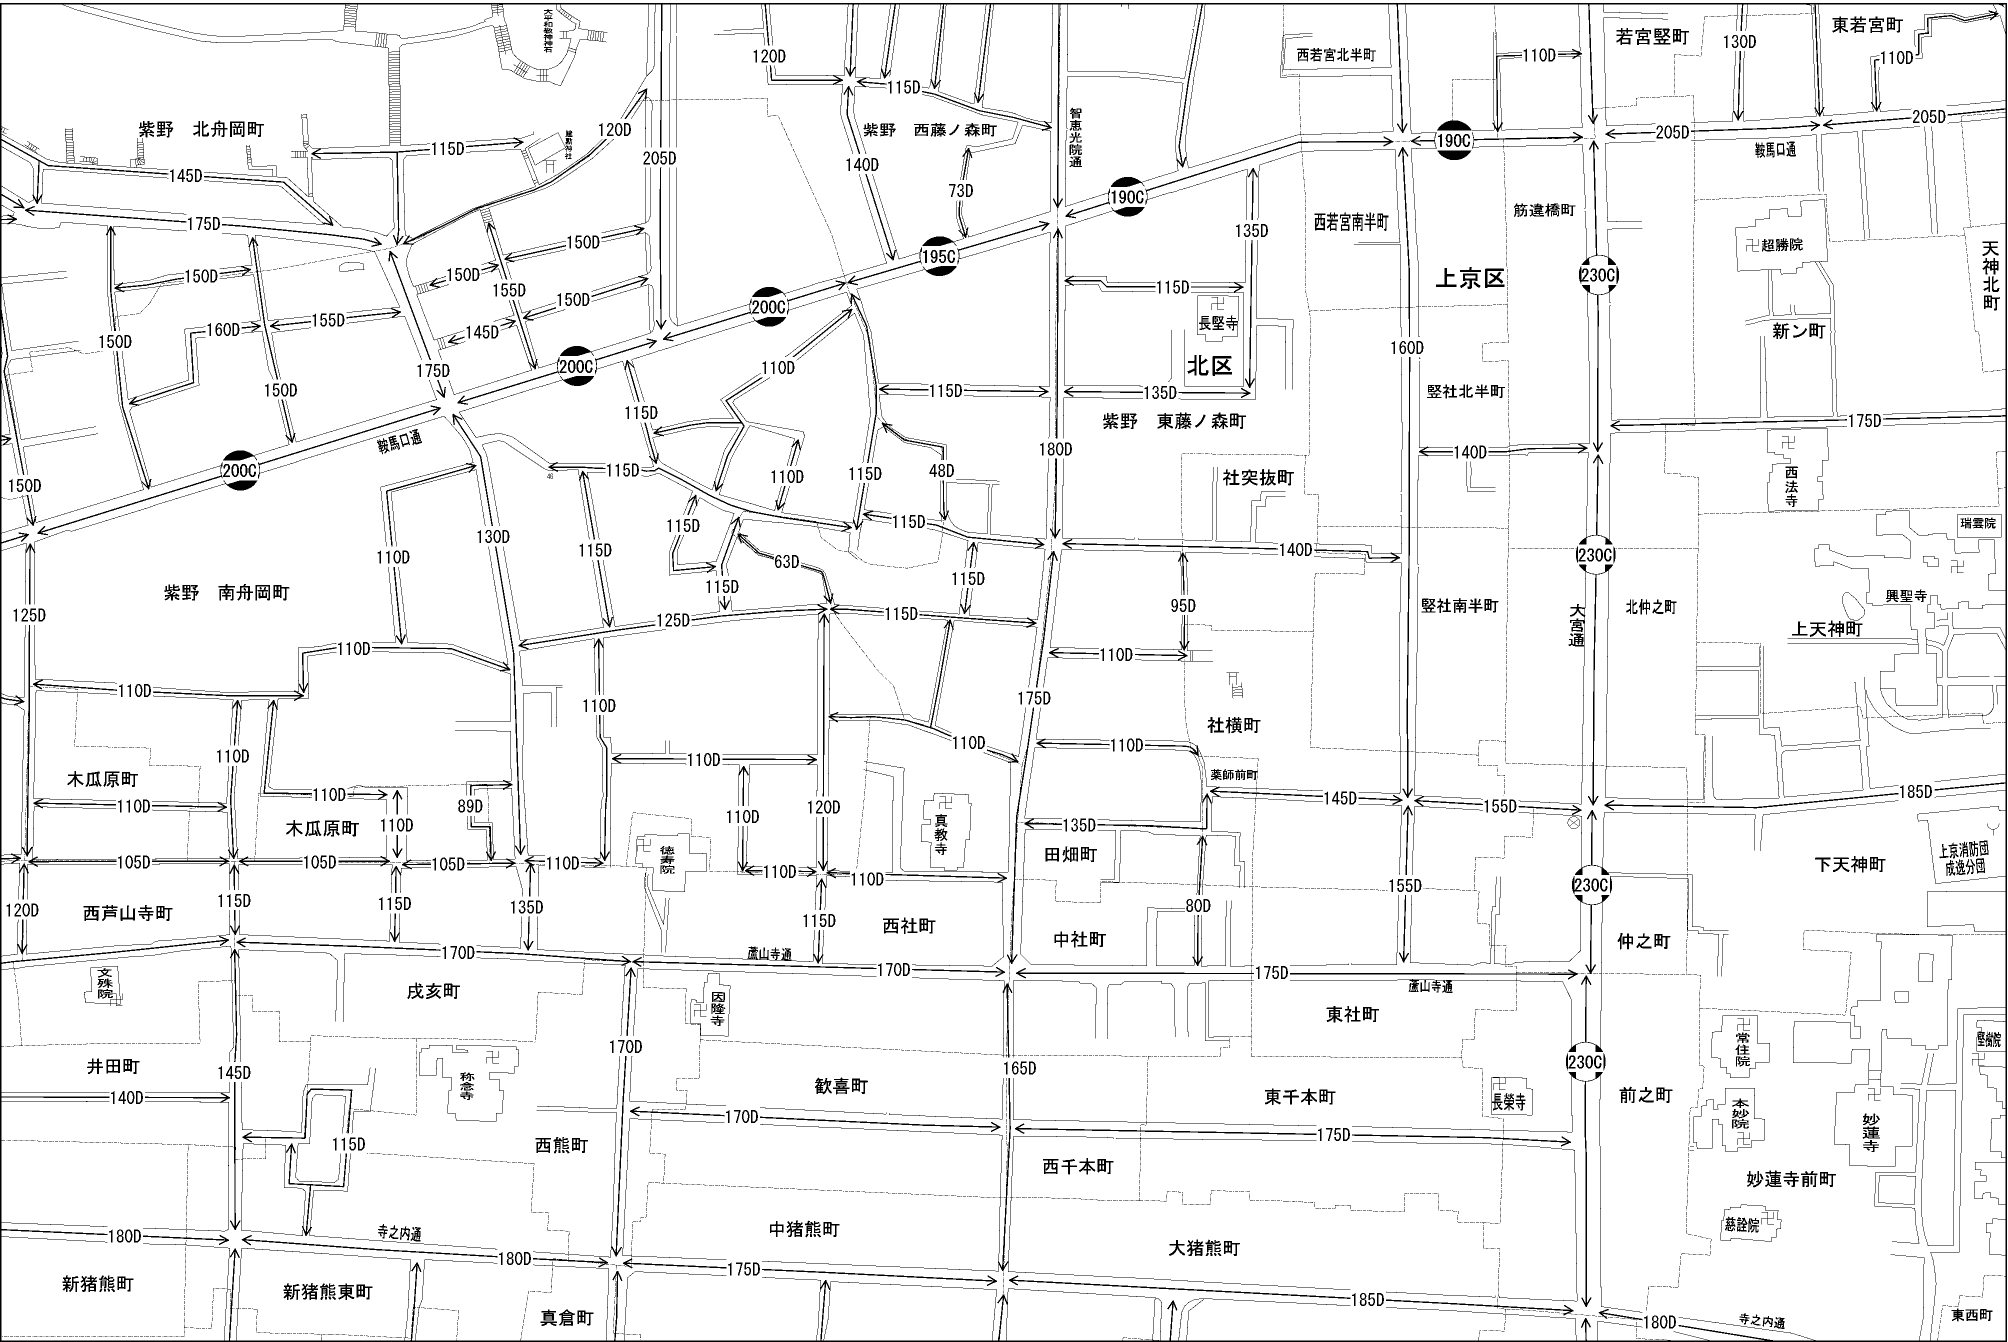 大平和敬神神石
120D
西若宮北半町
110D
若宮竪町
130D
東若宮町
110D
115D
120D
紫野　北舟岡町
115D
建勲神社
205D
紫野　西藤ノ森町
智恵光院通
190C
205D
205D
鞍馬口通
145D
140D
73D
190C
175D
135D
西若宮南半町
筋違橋町
超勝院
天神北町
150D
195C
150D
150D
155D
150D
115D
上京区
230C
200C
長堅寺
160D
155D
145D
新ン町
150D
160D
175D
200C
110D
北区
150D
115D
115D
135D
竪社北半町
紫野　東藤ノ森町
175D
鞍馬口通
200C
150D
115D
110D
115D
48D
180D
140D
社突抜町
西法寺
110D
130D
115D
115D
115D
63D
115D
115D
140D
230C
瑞雲院
紫野　南舟岡町
125D
125D
115D
95D
竪社南半町
大宮通
北仲之町
興聖寺
上天神町
110D
110D
110D
110D
175D
社横町
110D
110D
110D
110D
薬師前町
木瓜原町
110D
110D
木瓜原町
110D
89D
110D
120D
真教寺
145D
155D
185D
135D
田畑町
徳寿院
105D
105D
105D
110D
110D
110D
下天神町
上京消防団
成逸分団
120D
西芦山寺町
115D
115D
135D
115D
西社町
中社町
80D
155D
230C
仲之町
170D
蘆山寺通
170D
175D
蘆山寺通
文殊院
戌亥町
因隆寺
東社町
常住院
堅樹院
井田町
145D
170D
165D
230C
140D
称念寺
歓喜町
東千本町
長榮寺
前之町
本妙院
妙蓮寺
115D
西熊町
170D
175D
西千本町
妙蓮寺前町
慈詮院
180D
寺之内通
180D
中猪熊町
175D
大猪熊町
新猪熊町
新猪熊東町
真倉町
185D
180D
寺之内通
東西町